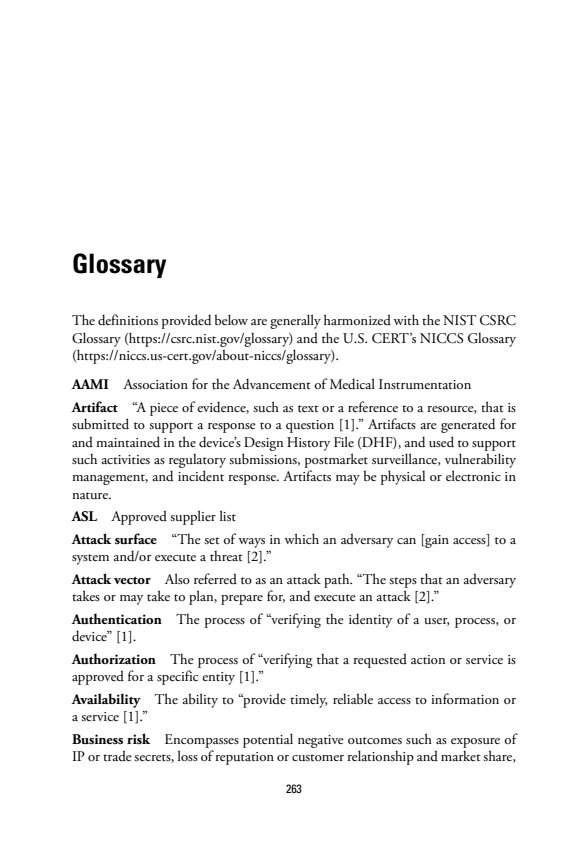 Glossary
The definitions provided below are generally harmonized with the NIST CSRC
Glossary (https://csrc.nist.gov/glossary) and the U.S. CERT’s NICCS Glossary
(https://niccs.us-cert.gov/about-niccs/glossary).
AAMI Association for the Advancement of Medical Instrumentation
Artifact “A piece of evidence, such as text or a reference to a resource, that is
submitted to support a response to a question [1].” Artifacts are generated for
and maintained in the device’s Design History File (DHF), and used to support
such activities as regulatory submissions, postmarket surveillance, vulnerability
management, and incident response. Artifacts may be physical or electronic in
nature.
ASL Approved supplier list
Attack surface “The set of ways in which an adversary can [gain access] to a
system and/or execute a threat [2].”
Attack vector Also referred to as an attack path. “The steps that an adversary
takes or may take to plan, prepare for, and execute an attack [2].”
Authentication The process of “verifying the identity of a user, process, or
device” [1].
Authorization The process of “verifying that a requested action or service is
approved for a specific entity [1].”
Availability The ability to “provide timely, reliable access to information or
a service [1].”
Business risk Encompasses potential negative outcomes such as exposure of
IP or trade secrets, loss of reputation or customer relationship and market share,
263